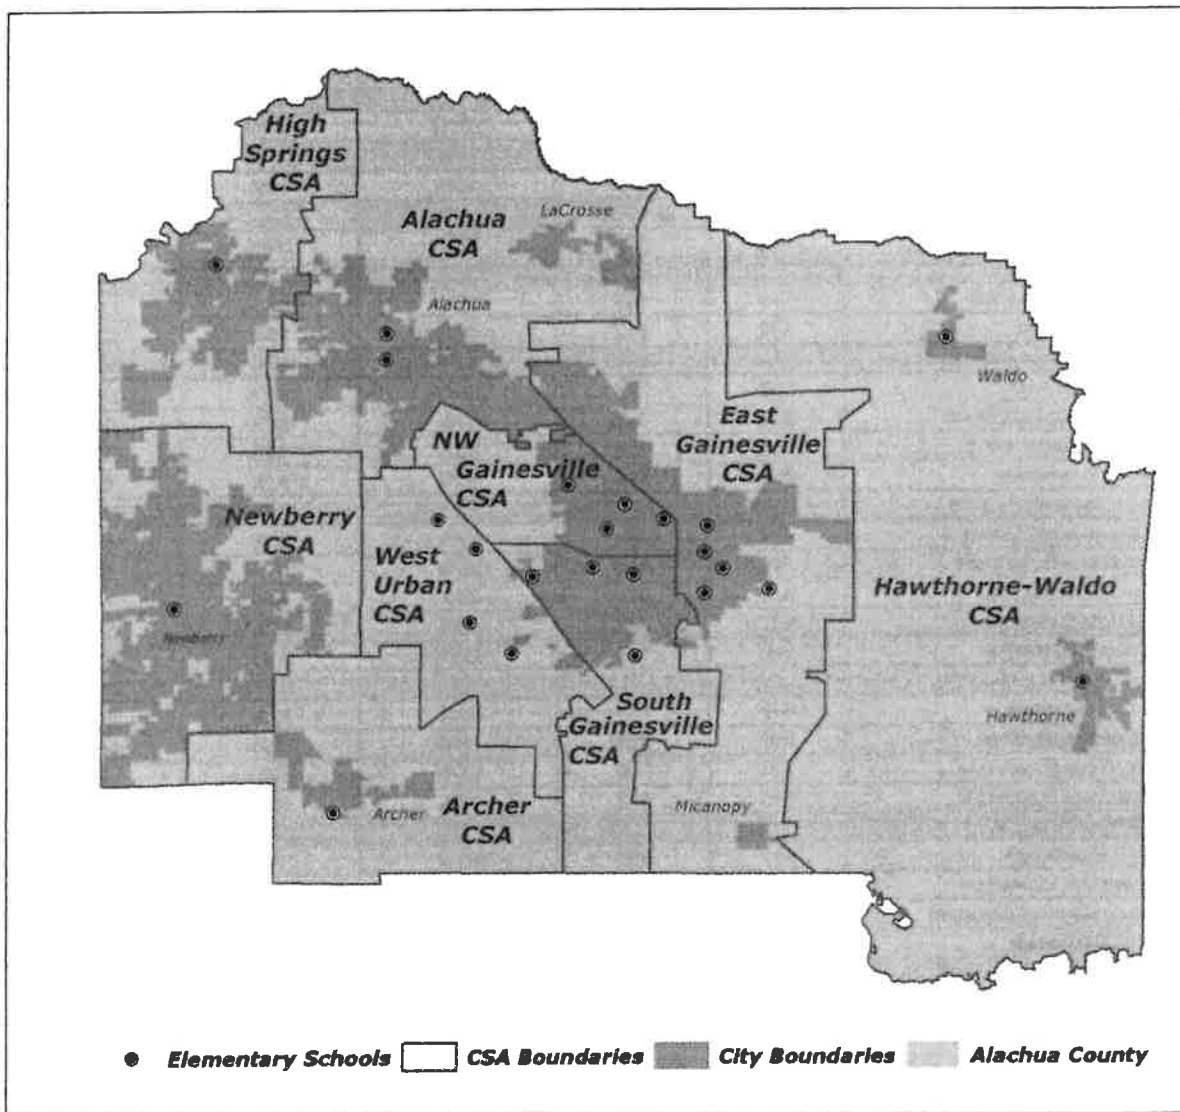 High
Springs
CSA
Alachua
CSA
LaCrosse
Alachua
Waldo
East
Gainesville
CSA
NW
Gainesville
CSA
Newberry
CSA
West
Urban
CSA
Hawthorne-Waldo
CSA
Newberry
Hawthorne
South
Gainesville
CSA
Archer
Archer
CSA
Micanopy
Elementary Schools
CSA Boundaries
City Boundaries
Alachua County